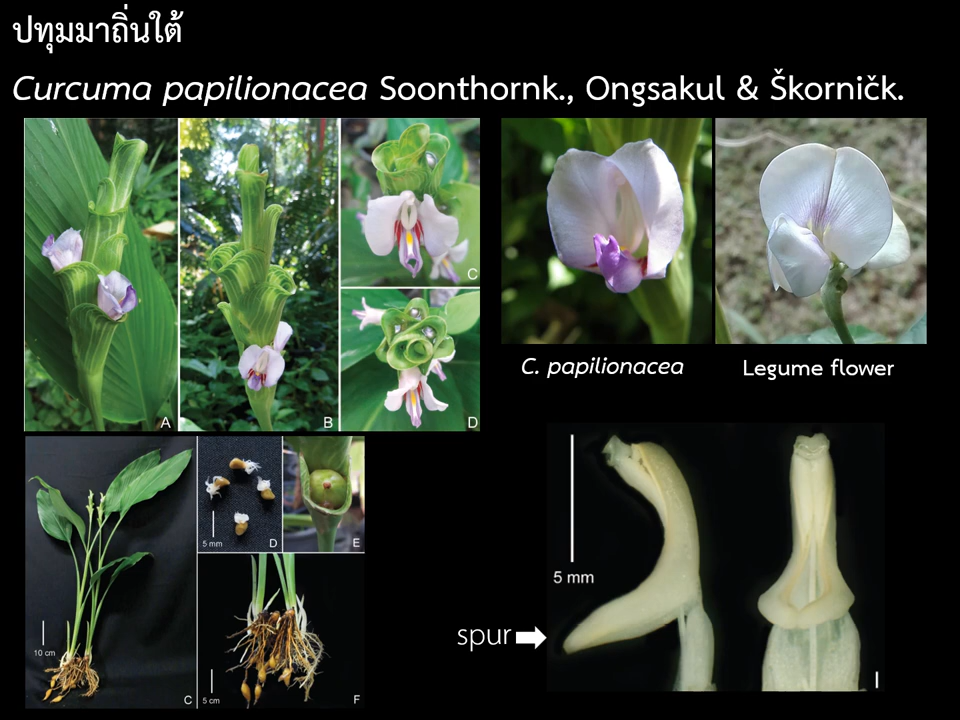 ปทุมมาถิ่นใต้
Curcuma papilionacea Soonthornk., Ongsakul & Škorničk.
A
B
C
D
C. papilionacea
Legume flower
10 cm
C
5 mm
D
E
5 cm
F
5 mm
spur
I